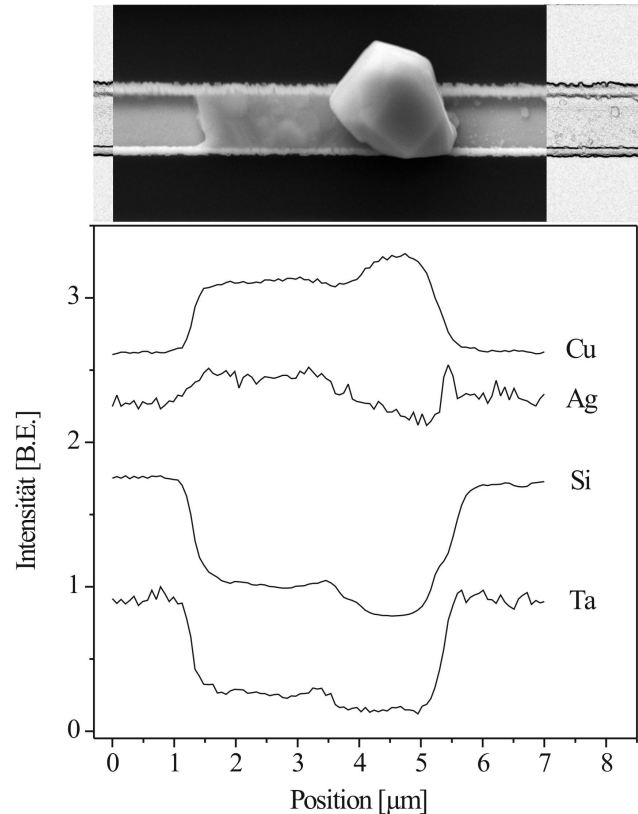 3
Cu
Ag
2
Intensität [B.E.]
Si
1
Ta
0
0 1 2 3 4 5 6 7 8
Position [µm]